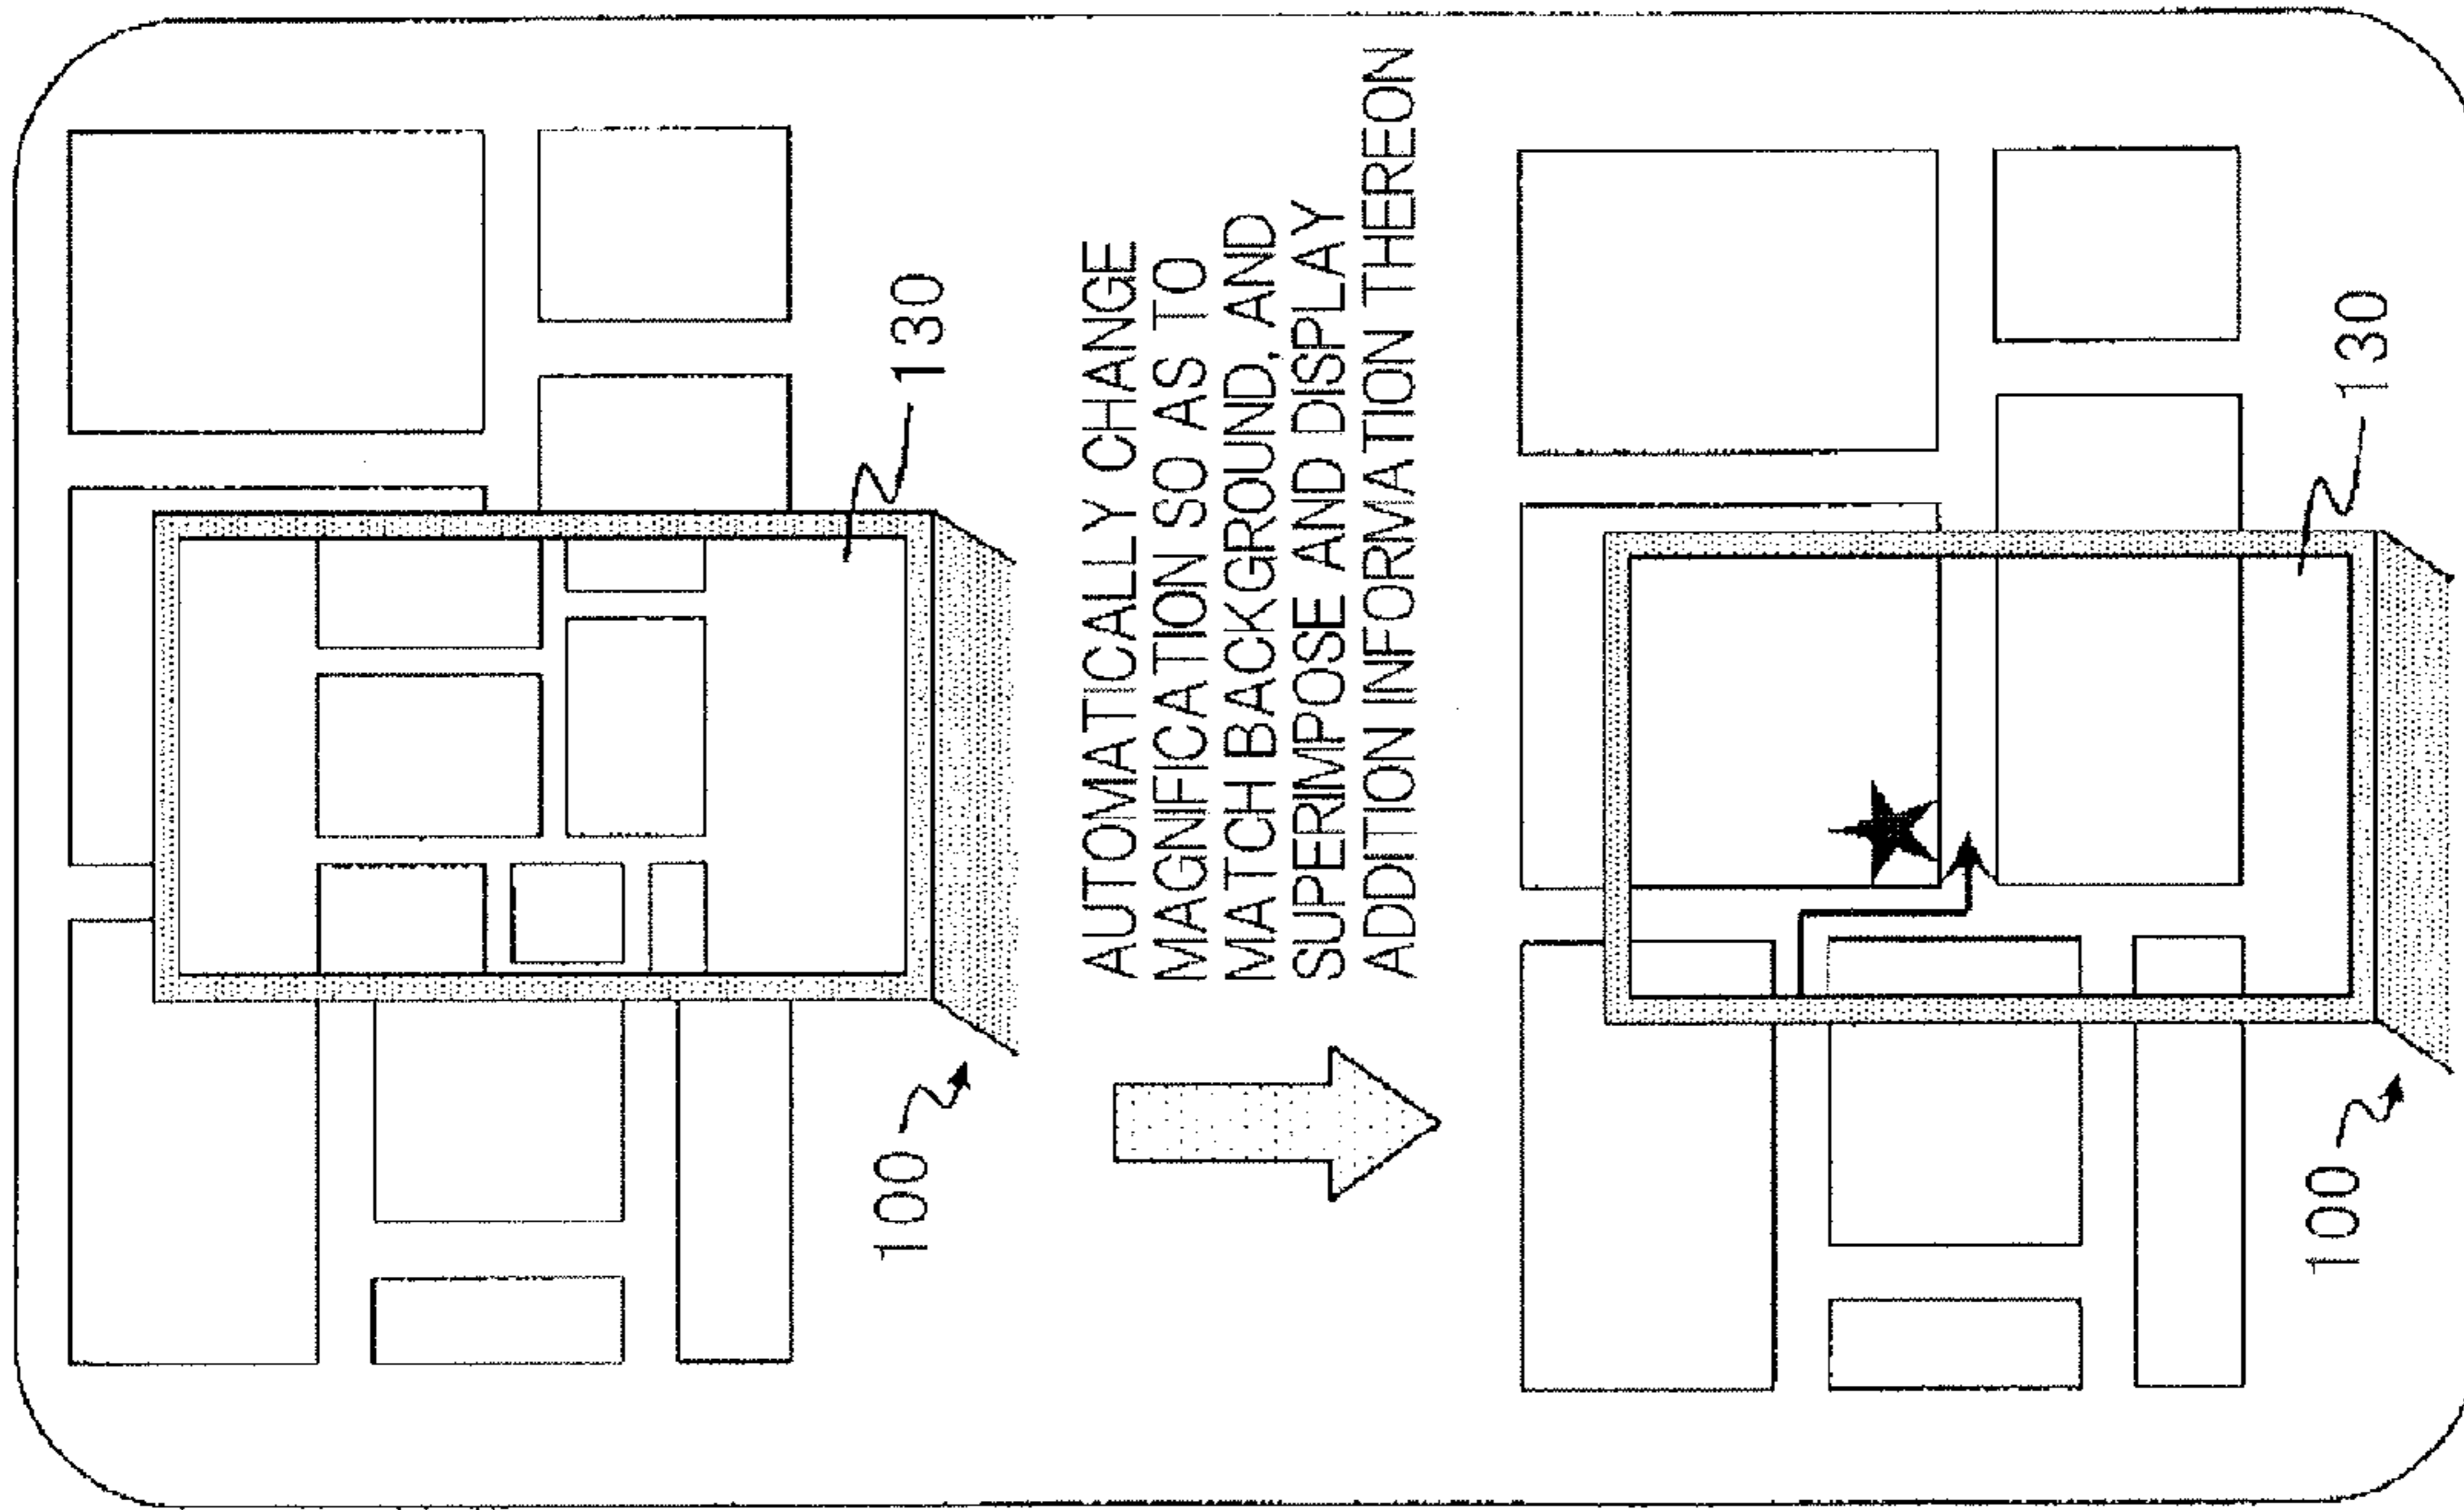 130
100
AUTOMATICALLY CHANGE
MAGNIFICATION SO AS TO
MATCH BACKGROUND, AND
SUPERIMPOSE AND DISPLAY
ADDITION INFORMATION THEREON
130
100